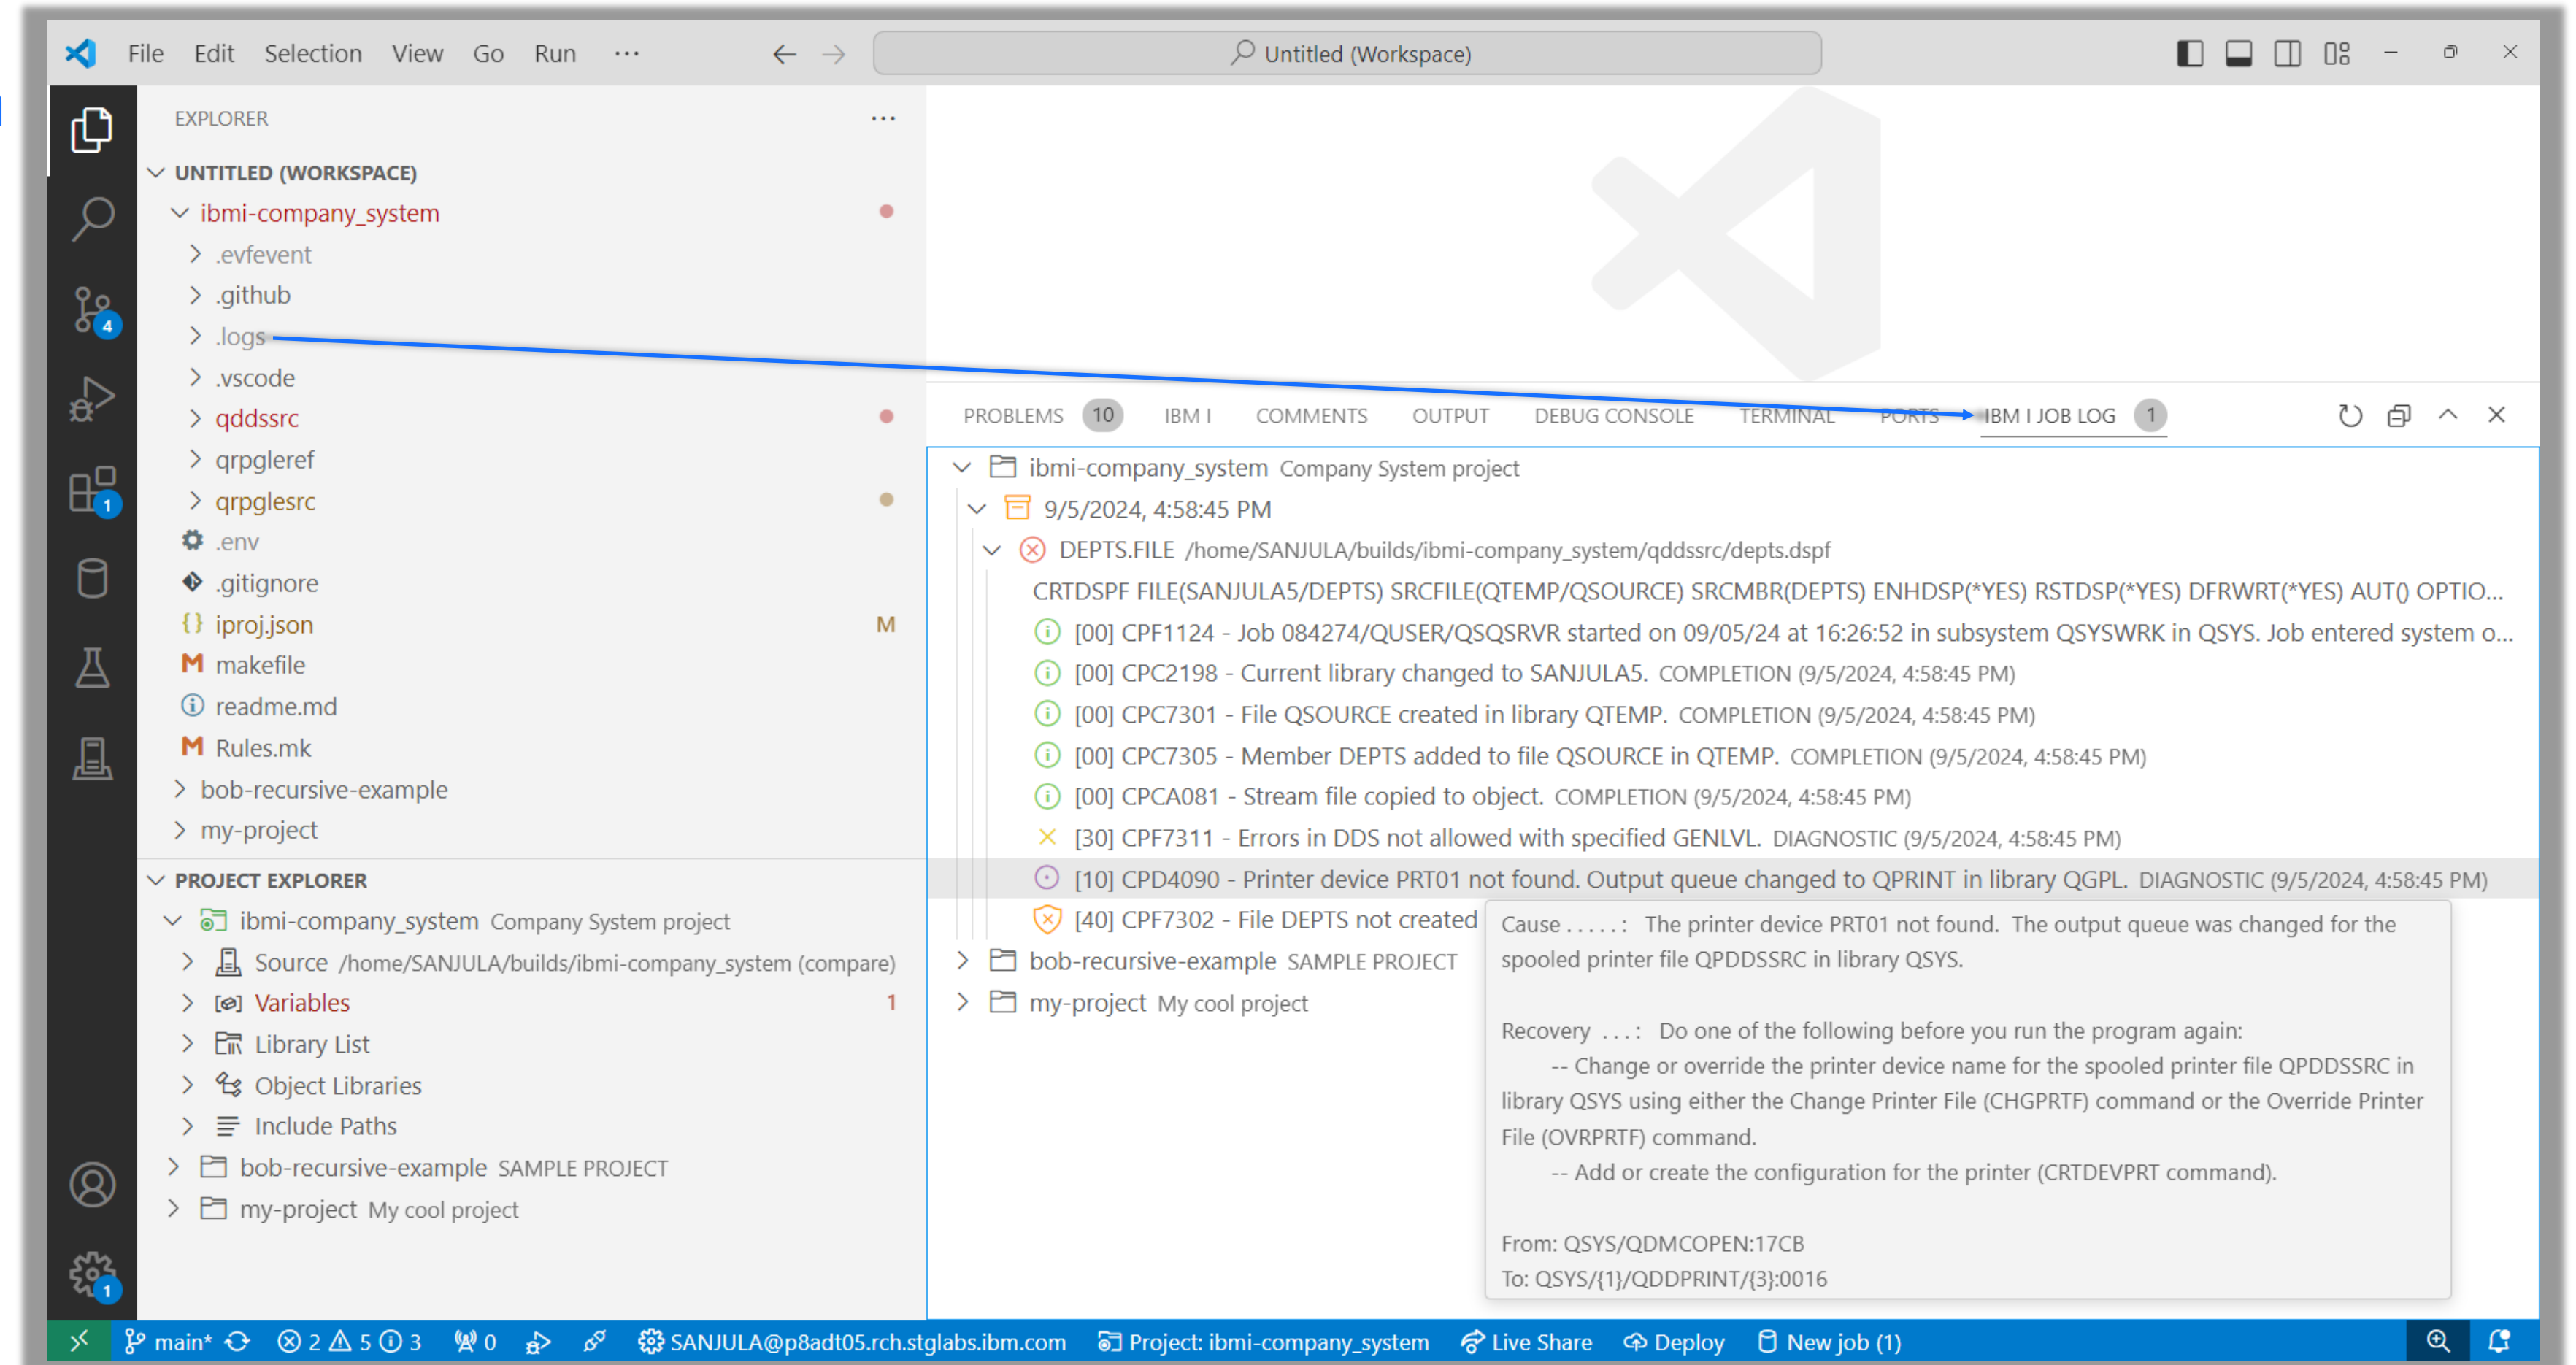 File Edit Selection View Go Run ...
Untitled (Workspace)
EXPLORER
UNTITLED (WORKSPACE)
ibmi-company_system
.evfevent
.github
.logs
.vscode
qddssrc
qrpgleref
qrpglesrc
.env
.gitignore
iproj.json M
makefile
readme.md
Rules.mk
bob-recursive-example
my-project
PROJECT EXPLORER
ibmi-company_system Company System project
Source /home/SANJULA/builds/ibmi-company_system (compare)
Variables 1
Library List
Object Libraries
Include Paths
bob-recursive-example SAMPLE PROJECT
my-project My cool project
4
1
1
PROBLEMS 10 IBM I COMMENTS OUTPUT DEBUG CONSOLE TERMINAL PORTS IBM I JOB LOG 1
ibmi-company_system Company System project
9/5/2024, 4:58:45 PM
DEPTS.FILE /home/SANJULA/builds/ibmi-company_system/qddssrc/depts.dspf
CRTDSPF FILE(SANJULA5/DEPTS) SRCFILE(QTEMP/QSOURCE) SRCMBR(DEPTS) ENHDSP(*YES) RSTDSP(*YES) DFRWRT(*YES) AUT() OPTIO...
[00] CPF1124 - Job 084274/QUSER/QSQSRVR started on 09/05/24 at 16:26:52 in subsystem QSYSWRK in QSYS. Job entered system o...
[00] CPC2198 - Current library changed to SANJULA5. COMPLETION (9/5/2024, 4:58:45 PM)
[00] CPC7301 - File QSOURCE created in library QTEMP. COMPLETION (9/5/2024, 4:58:45 PM)
[00] CPC7305 - Member DEPTS added to file QSOURCE in QTEMP. COMPLETION (9/5/2024, 4:58:45 PM)
[00] CPCA081 - Stream file copied to object. COMPLETION (9/5/2024, 4:58:45 PM)
[30] CPF7311 - Errors in DDS not allowed with specified GENLVL. DIAGNOSTIC (9/5/2024, 4:58:45 PM)
[10] CPD4090 - Printer device PRT01 not found. Output queue changed to QPRINT in library QGPL. DIAGNOSTIC (9/5/2024, 4:58:45 PM)
[40] CPF7302 - File DEPTS not created
bob-recursive-example SAMPLE PROJECT
my-project My cool project
Cause . . . . . : The printer device PRT01 not found. The output queue was changed for the
spooled printer file QPDDSSRC in library QSYS.
Recovery . . . : Do one of the following before you run the program again:
-- Change or override the printer device name for the spooled printer file QPDDSSRC in
library QSYS using either the Change Printer File (CHGPRTF) command or the Override Printer
File (OVRPRTF) command.
-- Add or create the configuration for the printer (CRTDEVPRT command).
From: QSYS/QDMCOPEN:17CB
To: QSYS/{1}/QDDPRINT/{3}:0016
main* 2 5 3 0 SANJULA@p8adt05.rch.stglabs.ibm.com Project: ibmi-company_system Live Share Deploy New job (1)